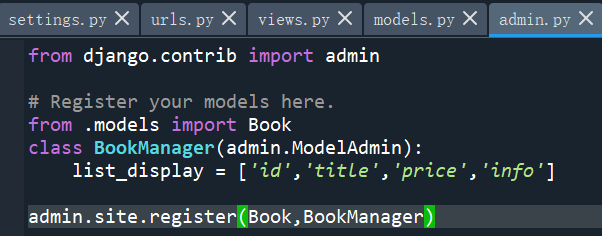 settings.py × urls.py × views.py × models.py × admin.py ×
from django.contrib import admin
# Register your models here.
from .models import Book
class BookManager(admin.ModelAdmin):
    list_display = ['id','title','price','info']
admin.site.register(Book,BookManager)